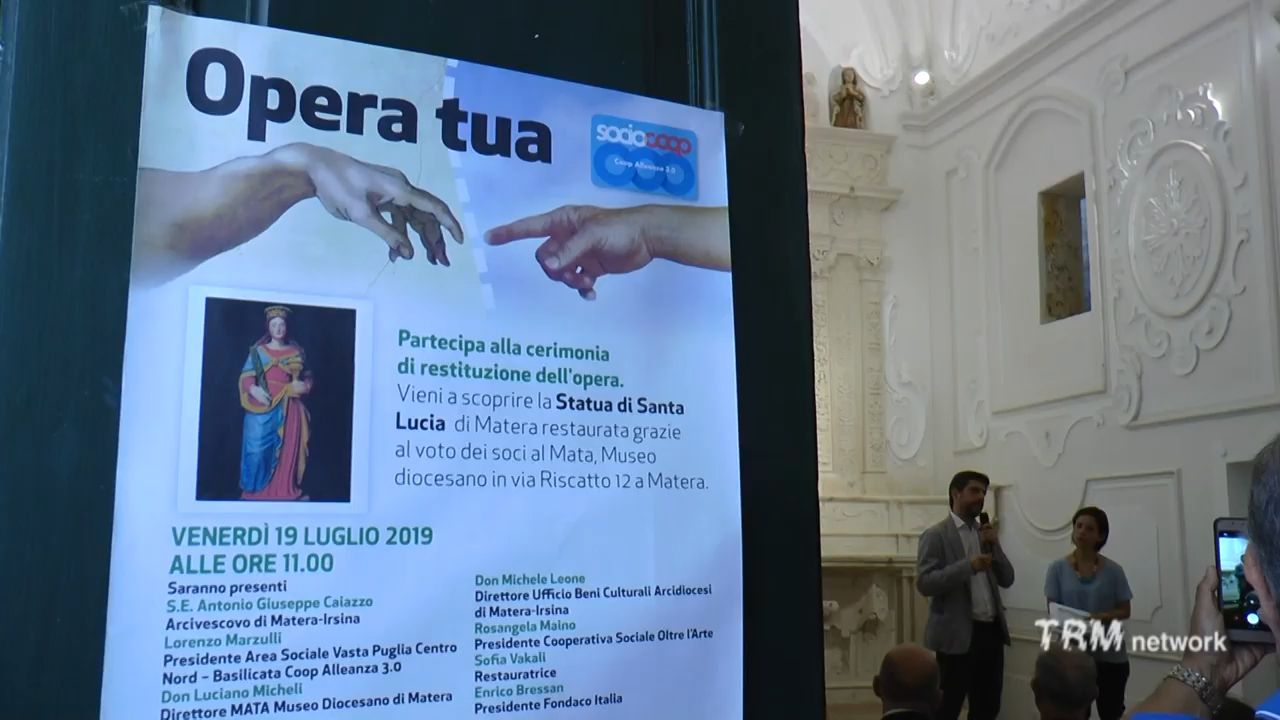 Opera tua
sociocoop
Coop Alleanza 3.0
Partecipa alla cerimonia
di restituzione dell'opera.
Vieni a scoprire la Statua di Santa
Lucia di Matera restaurata grazie
al voto dei soci al Mata, Museo
diocesano in via Riscatto 12 a Matera.
VENERDÌ 19 LUGLIO 2019
ALLE ORE 11.00
Saranno presenti
S.E. Antonio Giuseppe Caiazzo
Arcivescovo di Matera-Irsina
Lorenzo Marzulli
Presidente Area Sociale Vasta Puglia Centro
Nord – Basilicata Coop Alleanza 3.0
Don Luciano Micheli
Direttore MATA Museo Diocesano di Matera
Don Michele Leone
Direttore Ufficio Beni Culturali Arcidiocesi
di Matera-Irsina
Rosangela Maino
Presidente Cooperativa Sociale Oltre l'Arte
Sofia Vakali
Restauratrice
Enrico Bressan
Presidente Fondaco Italia
TRM network